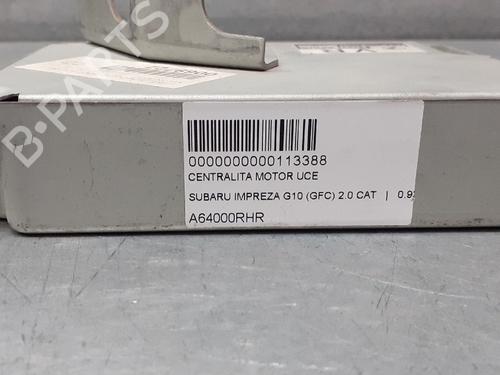 0000000000113388
CENTRALITA MOTOR UCE
SUBARU IMPREZA G10 (GFC) 2.0 CAT | 0.9
A64000RHR
B-PARTS